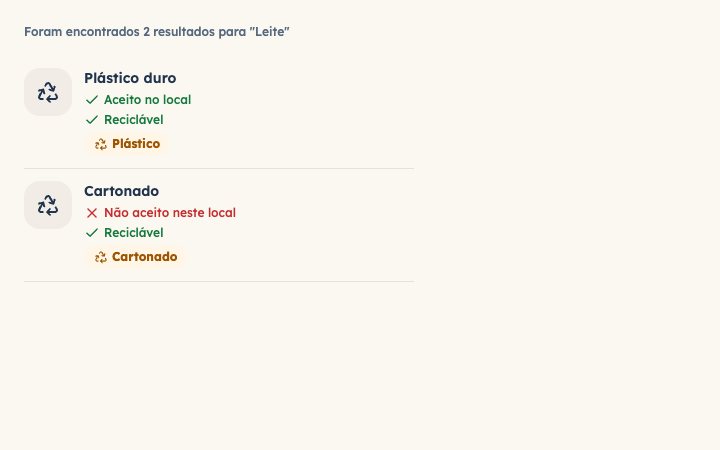 Foram encontrados 2 resultados para "Leite"
Plástico duro
Aceito no local
Reciclável
Plástico
Cartonado
Não aceito neste local
Reciclável
Cartonado